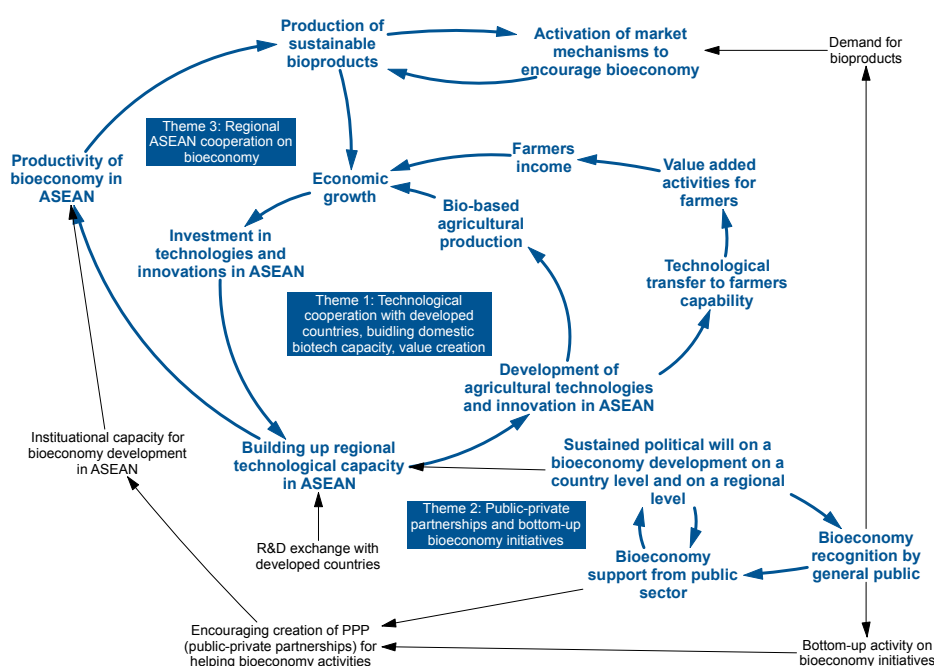 Production of
sustainable
bioproducts
Activation of market
mechanisms to
encourage bioeconomy
Demand for
bioproducts
Theme 3: Regional
ASEAN cooperation on
bioeconomy
Productivity of
bioeconomy in
ASEAN
Farmers
income
Value added
activities for
farmers
Economic
growth
Bio-based
agricultural
production
Investment in
technologies and
innovations in ASEAN
Technological
transfer to farmers
capability
Theme 1: Technological
cooperation with developed
countries, buidling domestic
biotech capacity, value creation
Development of
agricultural technologies
and innovation in ASEAN
Instituational capacity for
bioeconomy development
in ASEAN
Building up regional
technological capacity
in ASEAN
Sustained political will on a
bioeconomy development on a
country level and on a regional
level
Theme 2: Public-private
partnerships and bottom-up
bioeconomy initiatives
R&D exchange with
developed countries
Bioeconomy
support from public
sector
Bioeconomy
recognition by
general public
Encouraging creation of PPP
(public-private partnerships) for
helping bioeconomy activities
Bottom-up activity on
bioeconomy initiatives